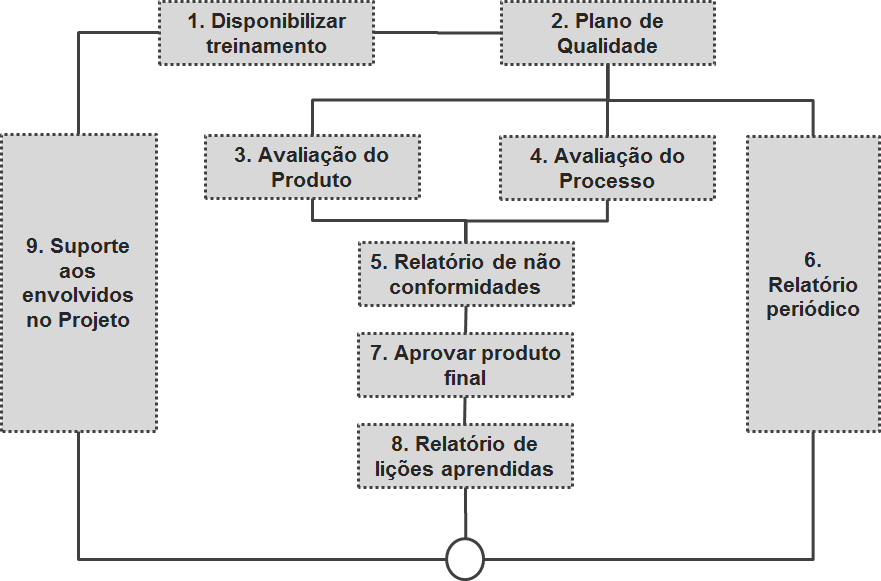 1. Disponibilizar
treinamento
2. Plano de
Qualidade
3. Avaliação do
Produto
4. Avaliação do
Processo
5. Relatório de não
conformidades
6.
Relatório
periódico
7. Aprovar produto
final
8. Relatório de
lições aprendidas
9. Suporte
aos
envolvidos
no Projeto